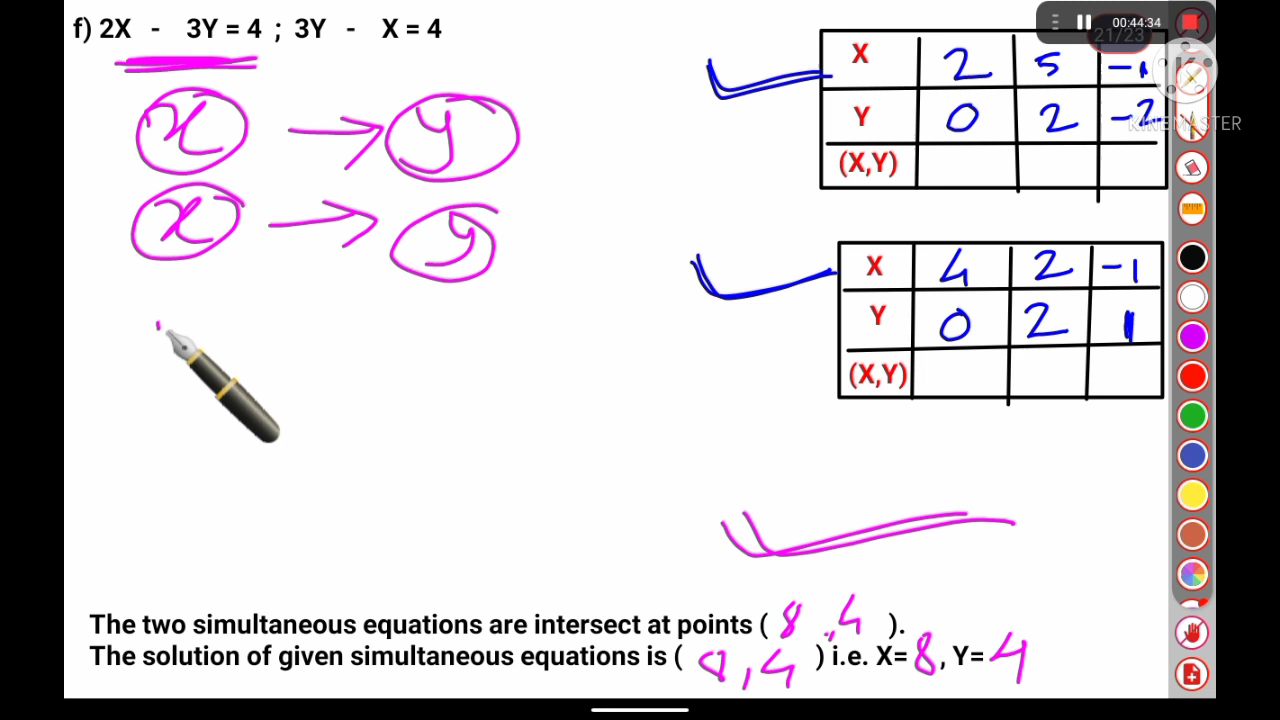 f) 2X - 3Y = 4 ; 3Y - X = 4
00:44:34
21/23
KINEMASTER
x → y
x → y
X 2 5 -1
Y 0 2 -2
(X,Y)
X 4 2 -1
Y 0 2 1
(X,Y)
The two simultaneous equations are intersect at points ( 8 , 4 ).
The solution of given simultaneous equations is ( 8 , 4 ) i.e. X= 8 , Y= 4